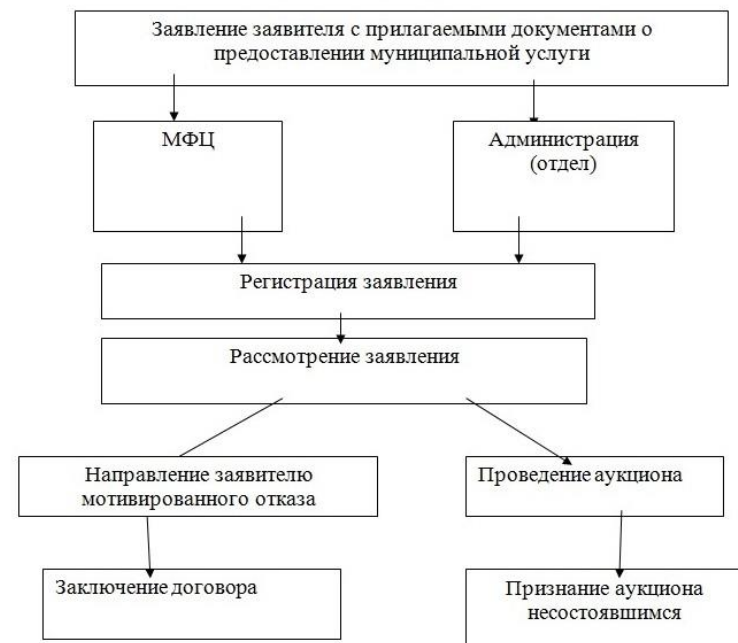 Заявление заявителя с прилагаемыми документами о
предоставлении муниципальной услуги
МФЦ
Администрация
(отдел)
Регистрация заявления
Рассмотрение заявления
Направление заявителю
мотивированного отказа
Проведение аукциона
Заключение договора
Признание аукциона
несостоявшимся